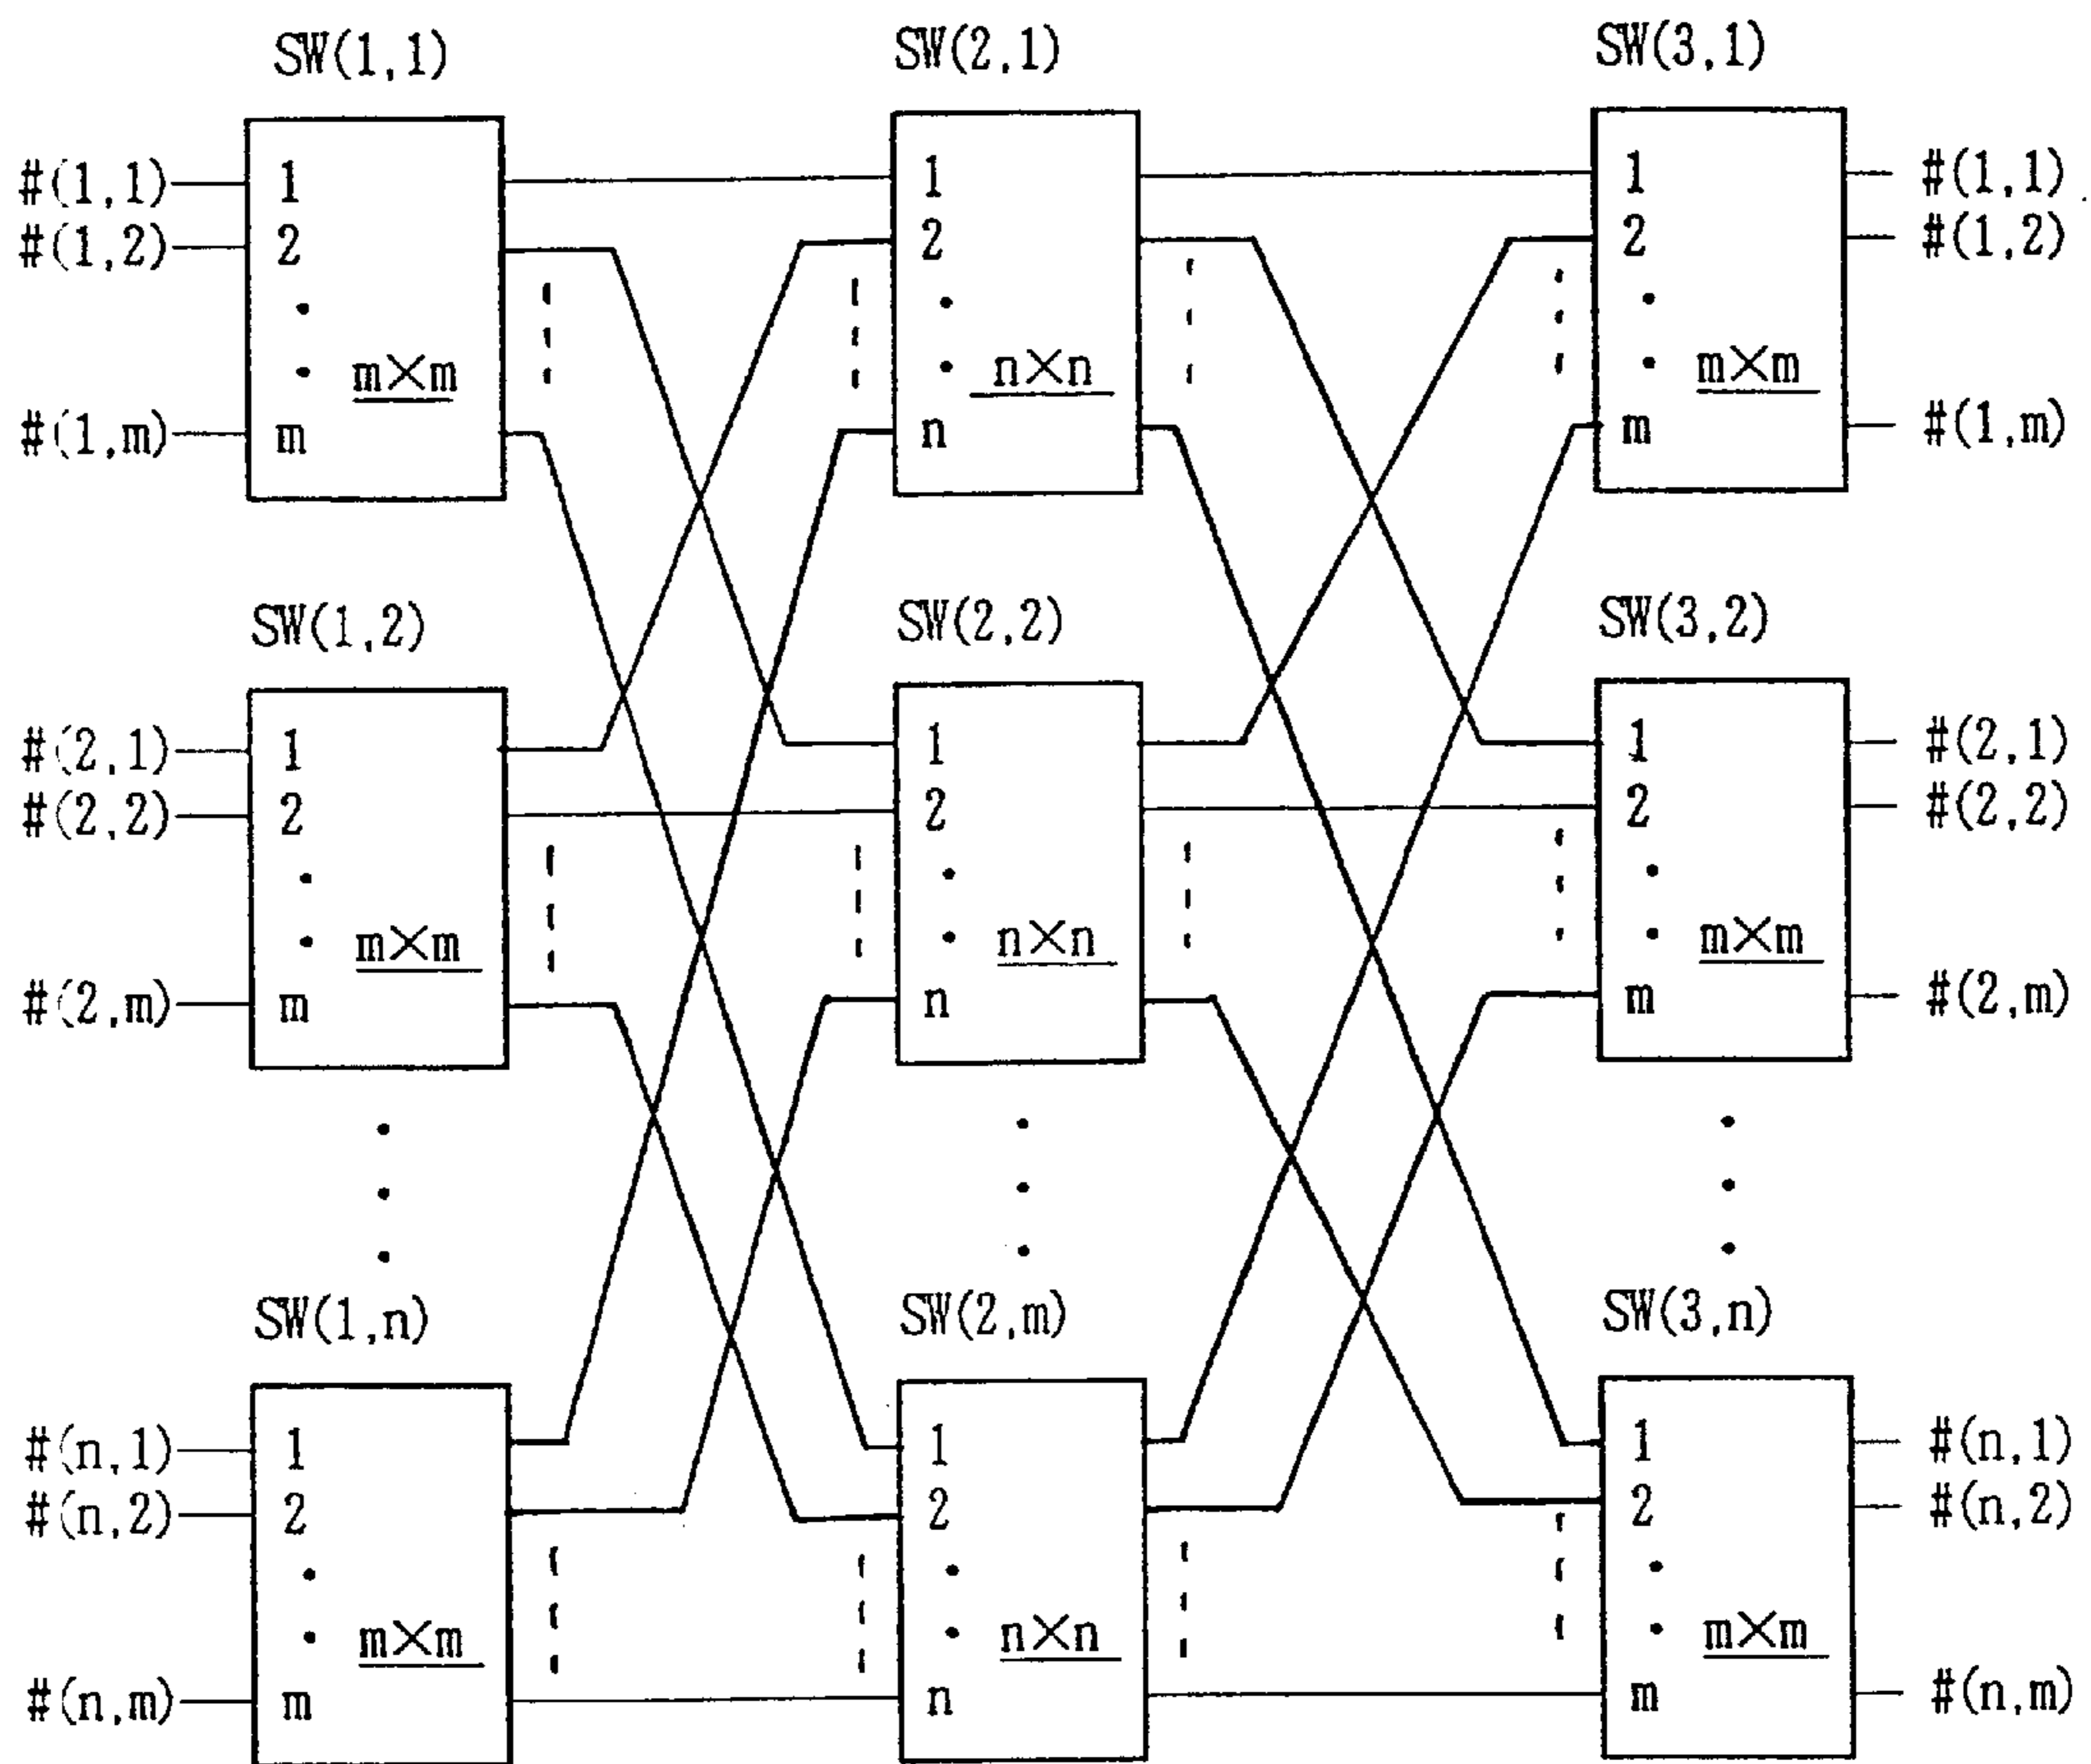 SW(1,1) SW(2,1) SW(3,1)
#(1,1) 1 1 1 #(1,1)
#(1,2) 2 2 2 #(1,2)
m×m n×n m×m
#(1,m) m n m #(1,m)
SW(1,2) SW(2,2) SW(3,2)
#(2,1) 1 1 1 #(2,1)
#(2,2) 2 2 2 #(2,2)
m×m n×n m×m
#(2,m) m n m #(2,m)
SW(1,n) SW(2,m) SW(3,n)
#(n,1) 1 1 1 #(n,1)
#(n,2) 2 2 2 #(n,2)
m×m n×n m×m
#(n,m) m n m #(n,m)